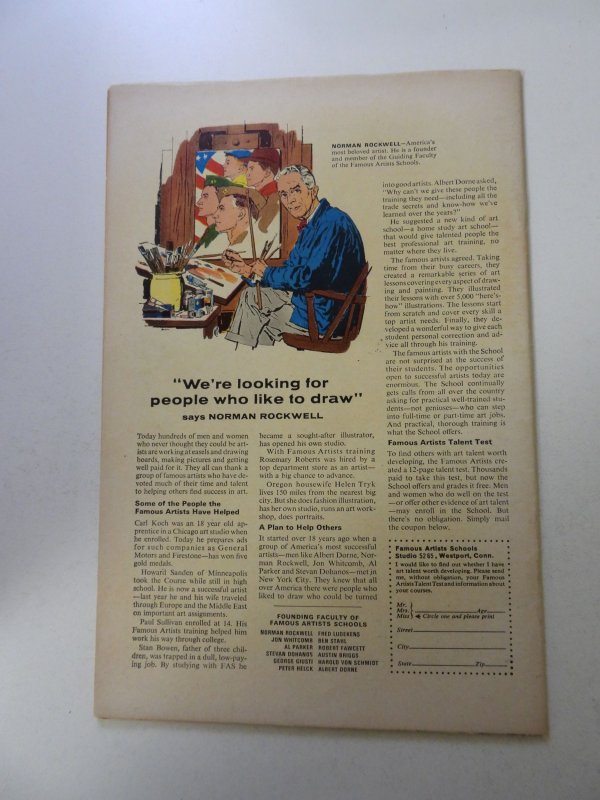 NORMAN ROCKWELL—America's
most beloved artist. He is a founder
and member of the Guiding Faculty
of the Famous Artists Schools.
"We're looking for
people who like to draw"
says NORMAN ROCKWELL
Today hundreds of men and women
who never thought they could be art-
ists are working at easels and drawing
boards, making pictures and getting
well paid for it. They all can thank a
group of famous artists who have de-
voted much of their time and talent
to helping others find success in art.
Some of the People the
Famous Artists Have Helped
Carl Koch was an 18 year old ap-
prentice in a Chicago art studio when
he enrolled. Today he prepares ads
for such companies as General
Motors and Firestone—has won five
gold medals.
Howard Sanden of Minneapolis
took the Course while still in high
school. He is now a successful artist
—last year he and his wife traveled
through Europe and the Middle East
on important art assignments.
Paul Sullivan enrolled at 14. His
Famous Artists training helped him
work his way through college.
Stan Bowen, father of three chil-
dren, was trapped in a dull, low-pay-
ing job. By studying with FAS he
became a sought-after illustrator,
has opened his own studio.
With Famous Artists training
Rosemary Roberts was hired by a
top department store as an artist—
with a big chance to advance.
Oregon housewife Helen Tryk
lives 150 miles from the nearest big
city. But she does fashion illustration,
has her own studio, runs an art work-
shop, does portraits.
A Plan to Help Others
It started over 18 years ago when a
group of America's most successful
artists—men like Albert Dorne, Nor-
man Rockwell, Jon Whitcomb, Al
Parker and Stevan Dohanos—met in
New York City. They knew that all
over America there were people who
liked to draw who could be turned
FOUNDING FACULTY OF
FAMOUS ARTISTS SCHOOLS
NORMAN ROCKWELL FRED LUDEKENS
JON WHITCOMB BEN STAHL
AL PARKER ROBERT FAWCETT
STEVAN DOHANOS AUSTIN BRIGGS
GEORGE GIUSTI HAROLD VON SCHMIDT
PETER HELCK ALBERT DORNE
into good artists. Albert Dorne asked,
"Why can't we give these people the
training they need—including all the
trade secrets and know-how we've
learned over the years?"
He suggested a new kind of art
school—a home study art school—
that would give talented people the
best professional art training, no
matter where they live.
The famous artists agreed. Taking
time from their busy careers, they
created a remarkable series of art
lessons covering every aspect of draw-
ing and painting. They illustrated
their lessons with over 5,000 "here's-
how" illustrations. The lessons start
from scratch and cover every skill a
top artist needs. Finally, they de-
veloped a wonderful way to give each
student personal correction and ad-
vice all through his training.
The famous artists with the School
are not surprised at the success of
their students. The opportunities
open to successful artists today are
enormous. The School continually
gets calls from all over the country
asking for practical well-trained stu-
dents—not geniuses—who can step
into full-time or part-time art jobs.
And practical, thorough training is
what the School offers.
Famous Artists Talent Test
To find others with art talent worth
developing, the Famous Artists cre-
ated a 12-page talent test. Thousands
paid to take this test, but now the
School offers and grades it free. Men
and women who do well on the test
—or offer other evidence of art talent
—may enroll in the School. But
there's no obligation. Simply mail
the coupon below.
Famous Artists Schools
Studio 5285, Westport, Conn.
I would like to find out whether I have
art talent worth developing. Please send
me, without obligation, your Famous
Artists Talent Test and information about
your courses.
Mr.
Mrs. Age
Miss Circle one and please print
Street
City
State Zip